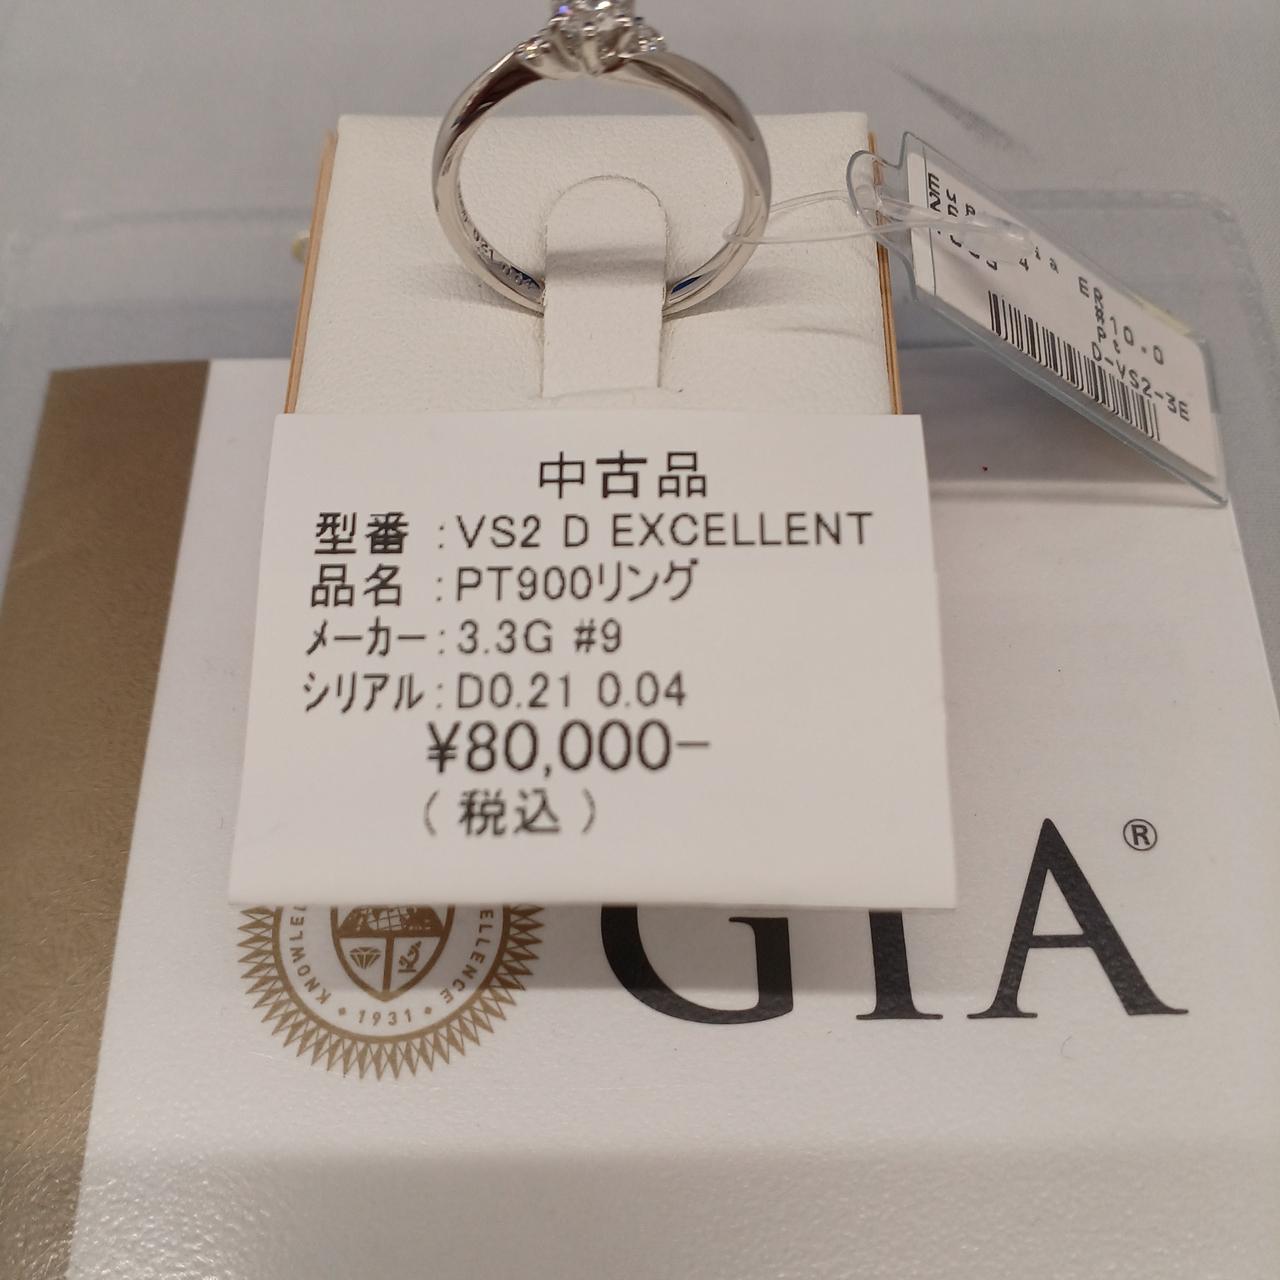 中古品
型番 :VS2 D EXCELLENT
品名 :PT900リング
メーカー:3.3G #9
シリアル:D0.21 0.04
¥80,000-
(税込)
10.0
D-VS2-3E
KNOWLE
ELLENCE
1931
GIA®